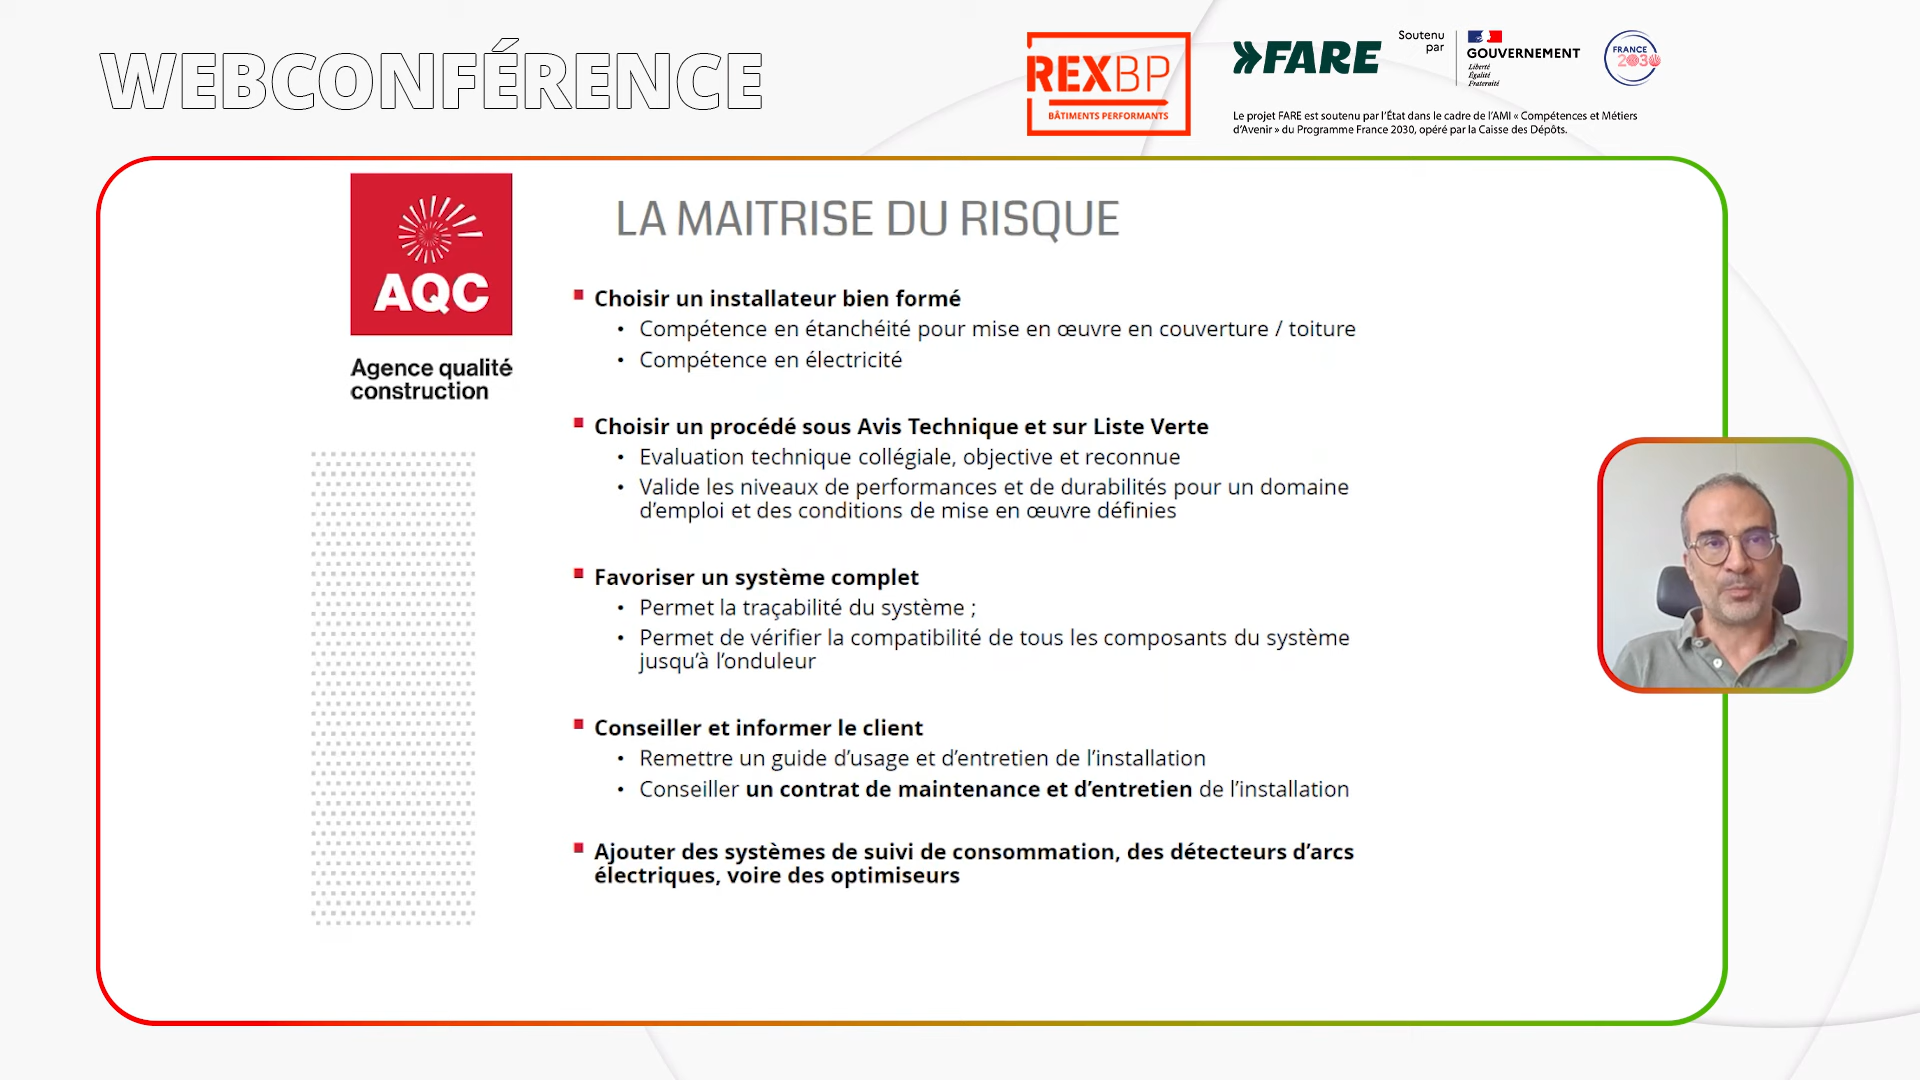 WEBCONFÉRENCE
REXBP
BÂTIMENTS PERFORMANTS
FARE
Soutenu
par
GOUVERNEMENT
Liberté
Égalité
Fraternité
FRANCE
2030
Le projet FARE est soutenu par l'État dans le cadre de l'AMI « Compétences et Métiers
d'Avenir » du Programme France 2030, opéré par la Caisse des Dépôts.
AQC
Agence qualité
construction
LA MAITRISE DU RISQUE
Choisir un installateur bien formé
• Compétence en étanchéité pour mise en œuvre en couverture / toiture
• Compétence en électricité
Choisir un procédé sous Avis Technique et sur Liste Verte
• Evaluation technique collégiale, objective et reconnue
• Valide les niveaux de performances et de durabilités pour un domaine
d'emploi et des conditions de mise en œuvre définies
Favoriser un système complet
• Permet la traçabilité du système ;
• Permet de vérifier la compatibilité de tous les composants du système
jusqu'à l'onduleur
Conseiller et informer le client
• Remettre un guide d'usage et d'entretien de l'installation
• Conseiller un contrat de maintenance et d'entretien de l'installation
Ajouter des systèmes de suivi de consommation, des détecteurs d'arcs
électriques, voire des optimiseurs